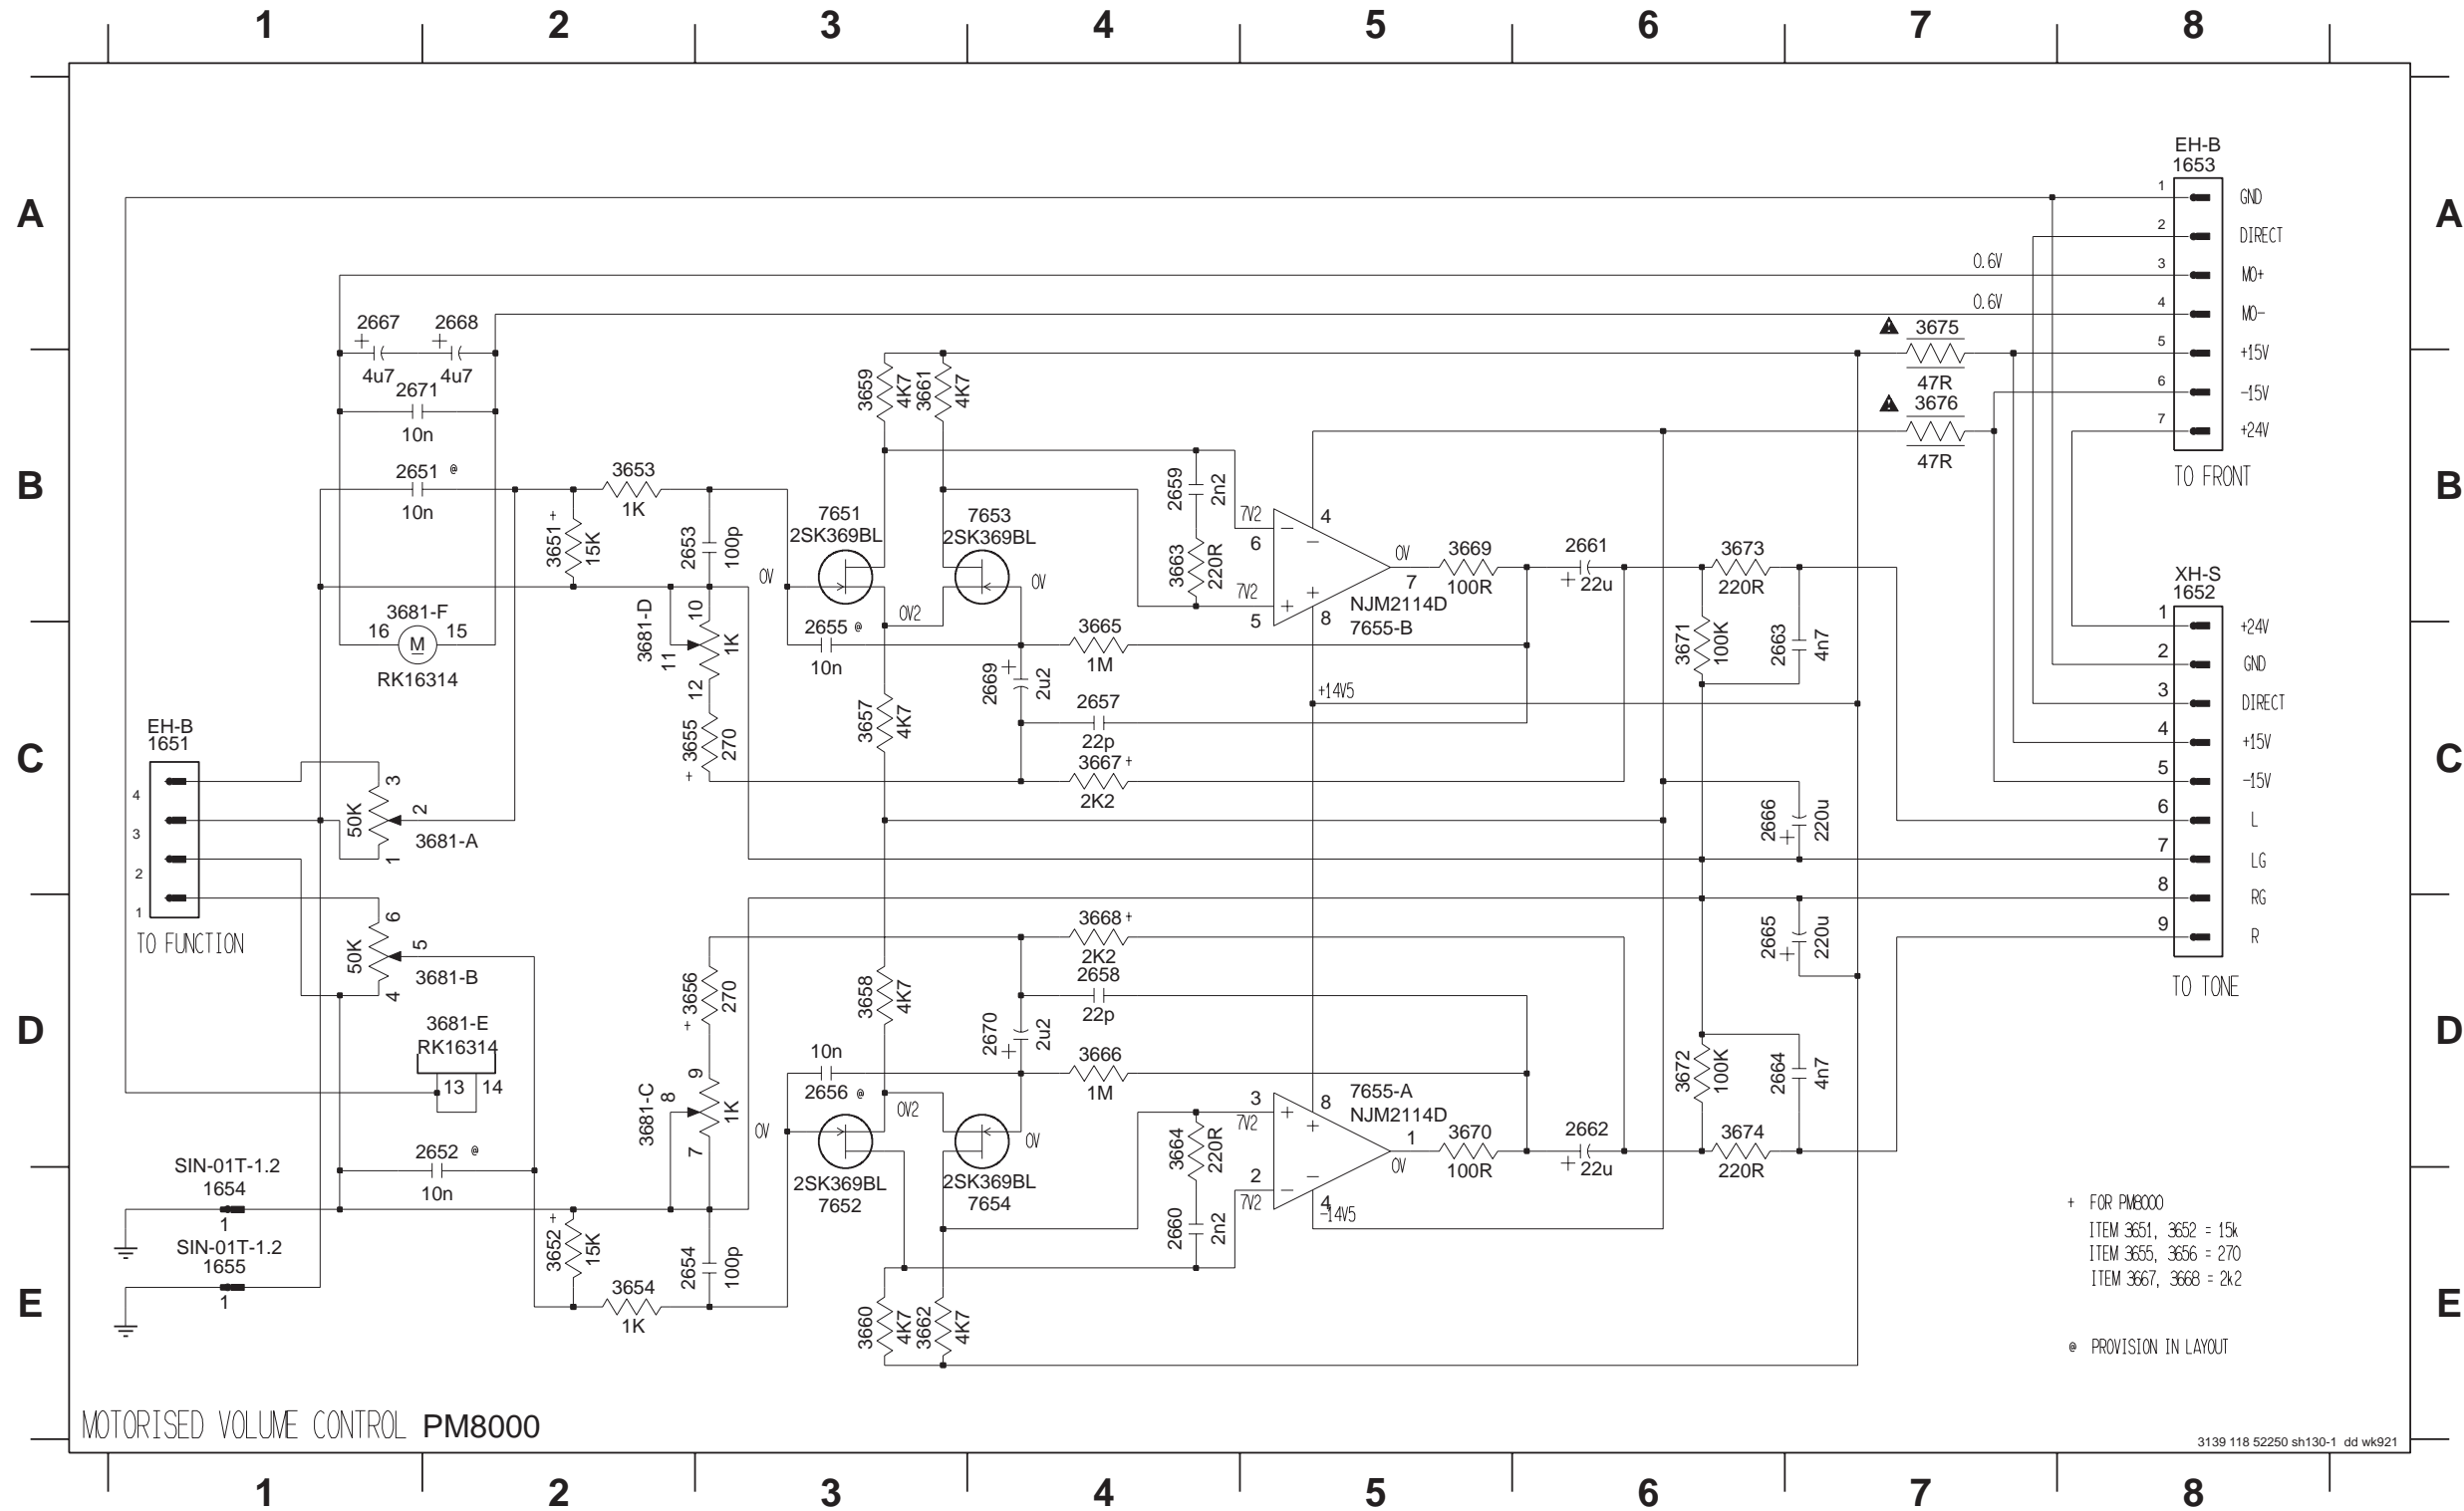 1 2 3 4 5 6 7 8
EH-B
1653
A
1 GND
A
2 DIRECT
0.6V 3 MO+
0.6V 4 MO-
2667 2668
+ +
4u7 4u7
3675
47R
5 +15V
2671
10n
3659
4K7
3661
4K7
3676
47R
6 -15V
7 +24V
TO FRONT
B
B
2651 @
10n
3653
1K
3651 +
15K
2653
100p
7651
2SK369BL
7653
2SK369BL
0V
0V
0V2
2659
2n2
3663
220R
7V2
6
7V2
5
4
−
−
+
+
8
0V
7
NJM2114D
7655-B
3669
100R
2661
+ 22u
3673
220R
XH-S
1652
1 +24V
2 GND
3 DIRECT
4 +15V
5 -15V
6 L
7 LG
8 RG
9 R
TO TONE
3681-F
16 M 15
RK16314
3681-D
10
11
12
1K
2655 @
10n
3665
1M
2669
+
2u2
3671
100K
2663
4n7
+14V5
2657
22p
3655
+
270
3657
4K7
3667 +
2K2
C
C
EH-B
1651
4
3
2
1
TO FUNCTION
50K
3
2
1
3681-A
2666
+
220u
50K
6
5
4
3681-B
3668 +
2K2
2658
22p
2665
+
220u
3656
+
270
3658
4K7
D
D
3681-E
RK16314
13 14
2670
+
2u2
10n
2656 @
3666
1M
3672
100K
2664
4n7
3681-C
9
8
7
1K
0V
0V2
0V
2SK369BL
7652
2SK369BL
7654
3664
220R
2660
2n2
3
7V2
2
7V2
8
+
+
−
−
4
-14V5
7655-A
NJM2114D
1
0V
3670
100R
2662
+ 22u
3674
220R
2652 @
10n
SIN-01T-1.2
1654
1
SIN-01T-1.2
1655
1
3652 +
15K
2654
100p
3654
1K
3660
4K7
3662
4K7
+ FOR PM8000
ITEM 3651, 3652 = 15k
ITEM 3655, 3656 = 270
ITEM 3667, 3668 = 2k2
E
E
@ PROVISION IN LAYOUT
MOTORISED VOLUME CONTROL PM8000
3139 118 52250 sh130-1 dd wk921
1 2 3 4 5 6 7 8